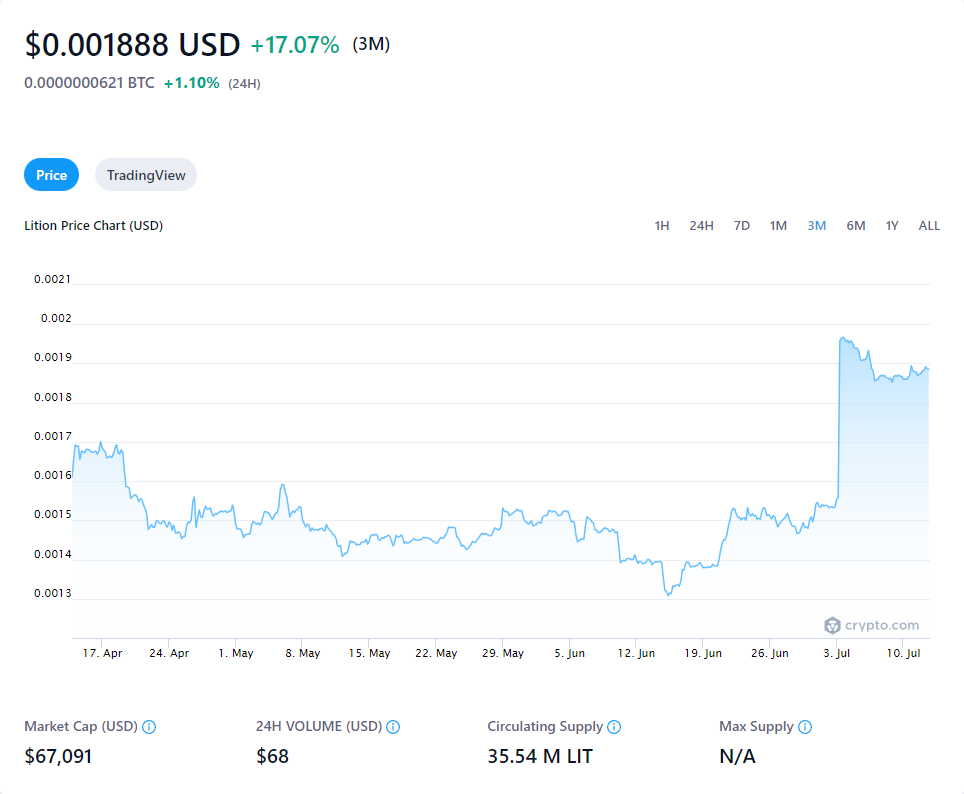 $0.001888 USD +17.07% (3M)
0.0000000621 BTC +1.10% (24H)
Price TradingView
Lition Price Chart (USD) 1H 24H 7D 1M 3M 6M 1Y ALL
0.0021
0.002
0.0019
0.0018
0.0017
0.0016
0.0015
0.0014
0.0013
crypto.com
17. Apr 24. Apr 1. May 8. May 15. May 22. May 29. May 5. Jun 12. Jun 19. Jun 26. Jun 3. Jul 10. Jul
Market Cap (USD) 24H VOLUME (USD) Circulating Supply Max Supply
$67,091 $68 35.54 M LIT N/A